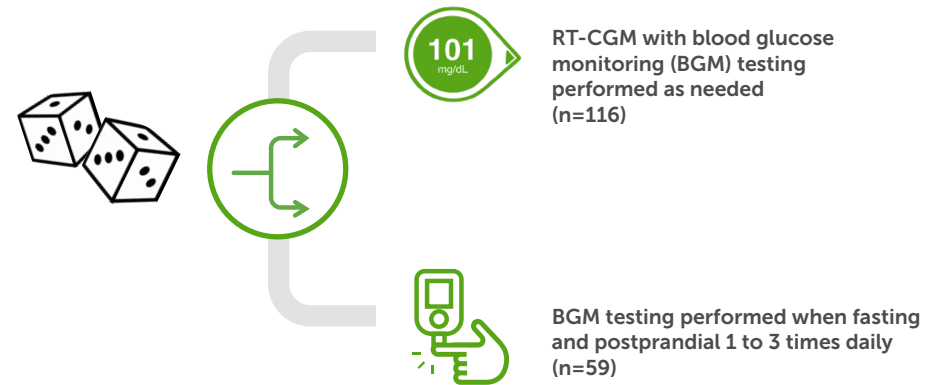 101
mg/dL
RT-CGM with blood glucose
monitoring (BGM) testing
performed as needed
(n=116)
BGM testing performed when fasting
and postprandial 1 to 3 times daily
(n=59)